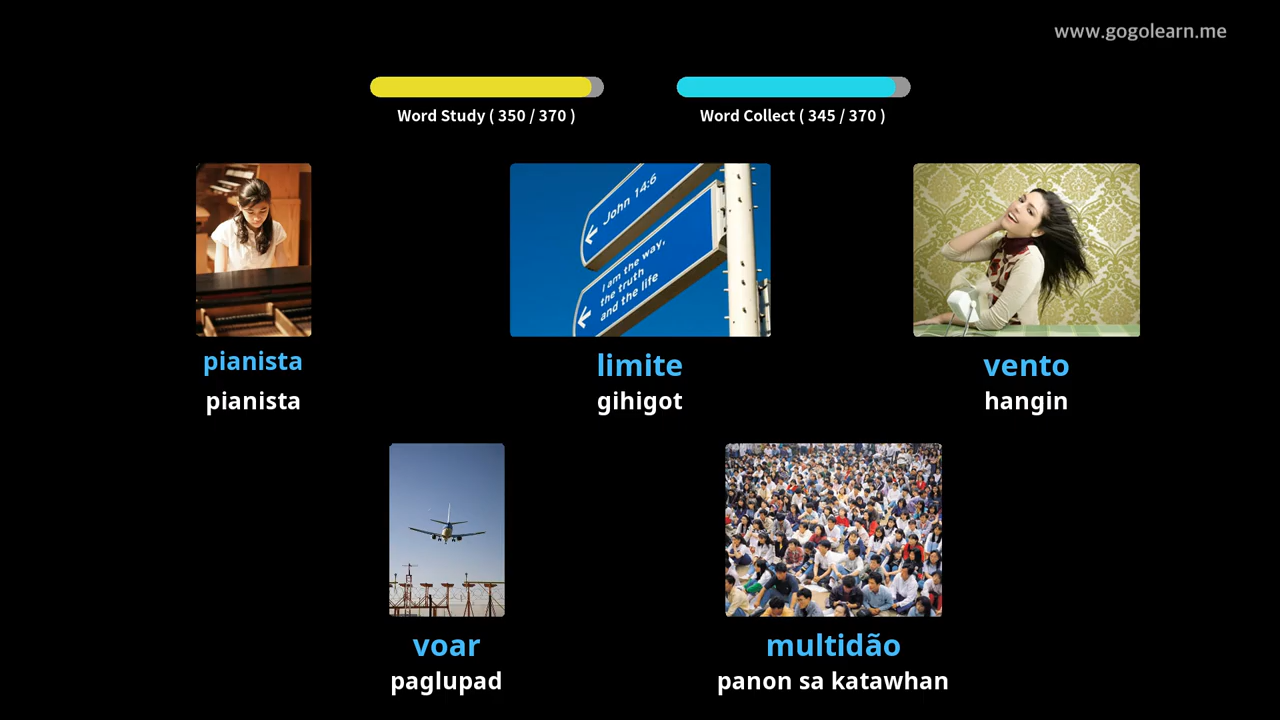 www.gogolearn.me
Word Study ( 350 / 370 )
Word Collect ( 345 / 370 )
John 14:6
I am the way,
the truth
and the life
pianista
pianista
limite
gihigot
vento
hangin
voar
paglupad
multidão
panon sa katawhan